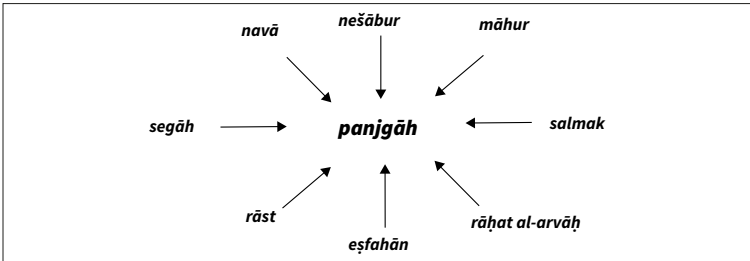 nešābur
māhur
navā
segāh
panjgāh
salmak
rāst
rāḥat al-arvāḥ
eṣfahān